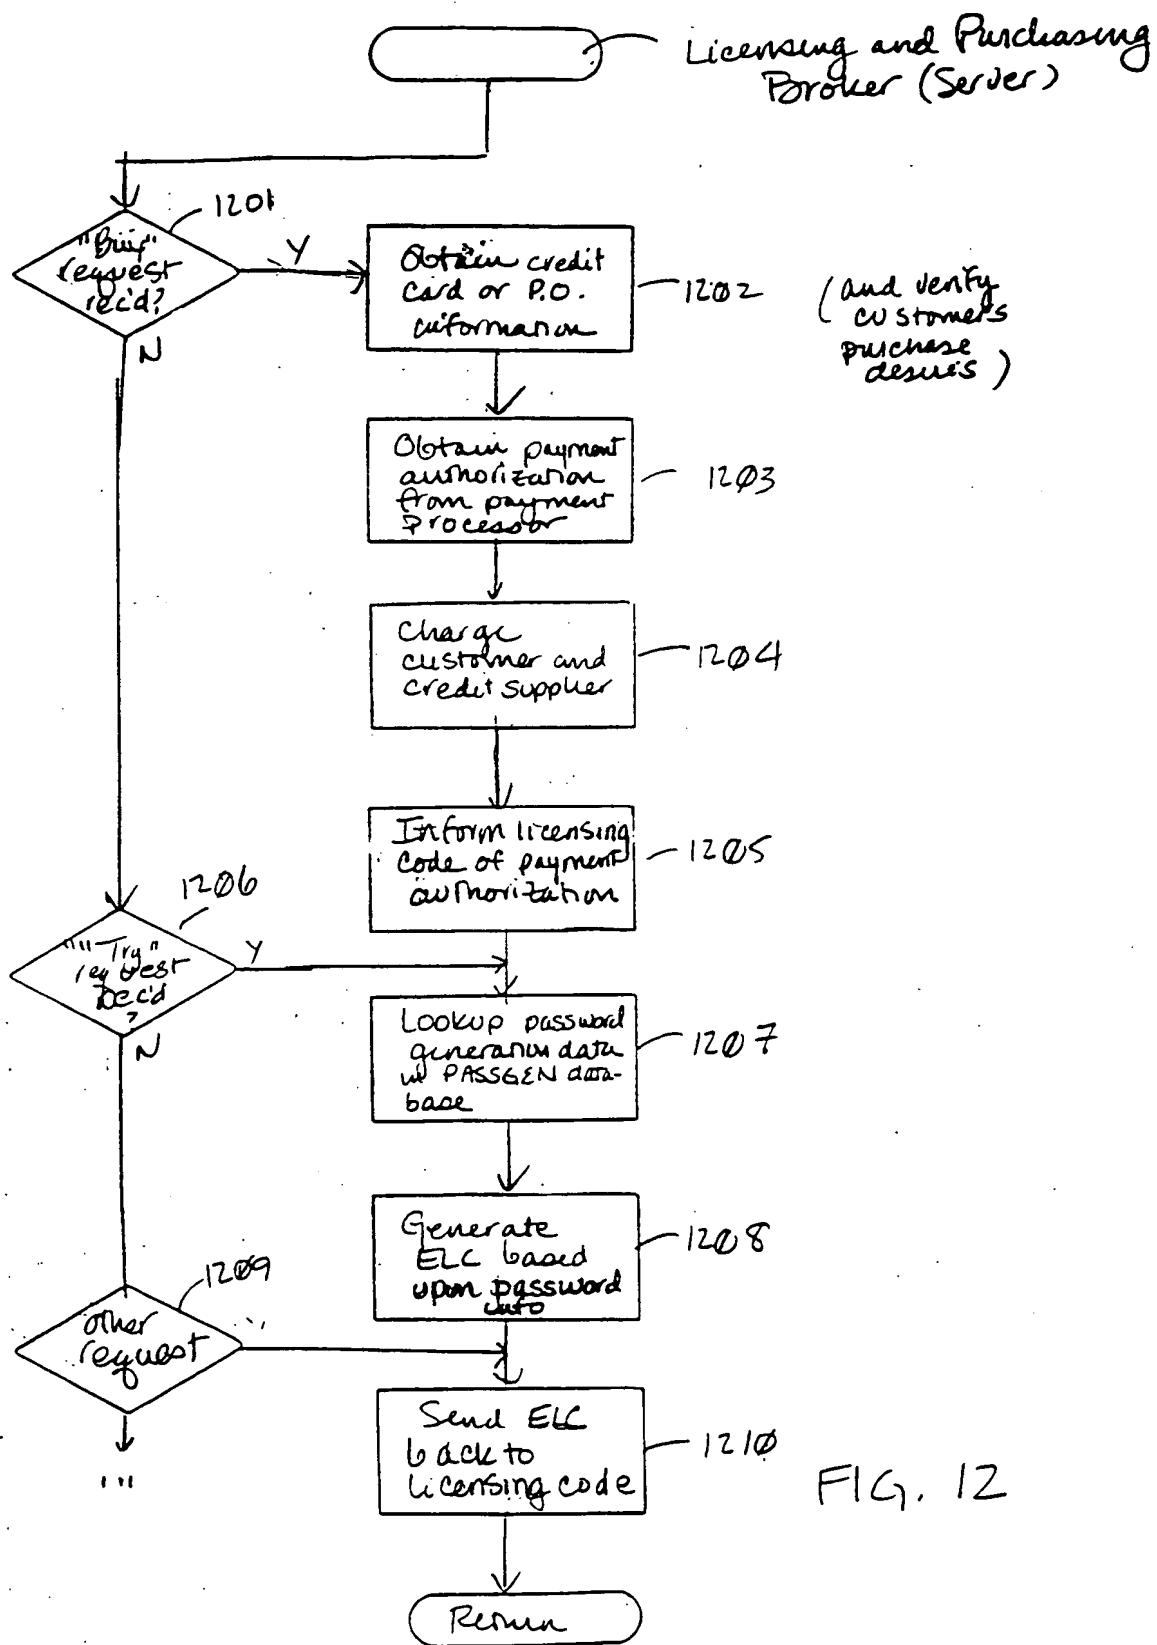 Licensing and Purchasing
Broker (Server)
1201
"Buy"
request
rec'd?
Y
N
Obtain credit
card or P.O.
information
1202
(and verify
customer's
purchase
desires)
Obtain payment
authorization
from payment
processor
1203
Charge
customer and
credit supplier
1204
Inform licensing
code of payment
authorization
1205
1206
"Try"
request
rec'd
?
Y
N
Lookup password
generation data
in PASSGEN data-
base
1207
Generate
ELC based
upon password
info
1208
1209
other
request
...
Send ELC
back to
licensing code
1210
FIG. 12
Return